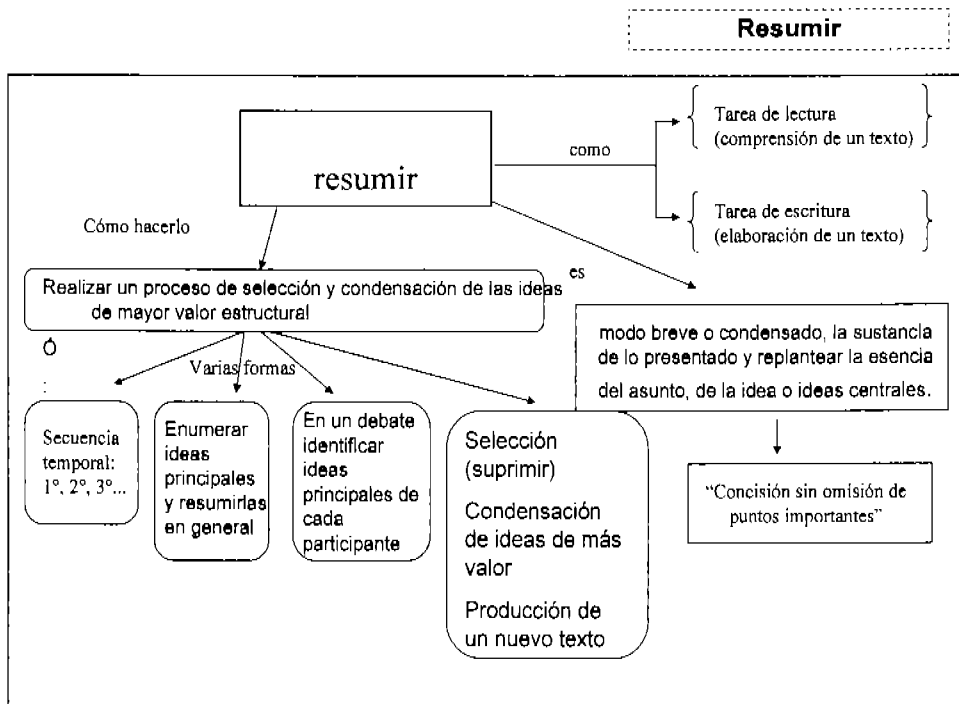 Resumir
resumir
como
Tarea de lectura
(comprensión de un texto)
Tarea de escritura
(elaboración de un texto)
Cómo hacerlo
es
Realizar un proceso de selección y condensación de las ideas
de mayor valor estructural
modo breve o condensado, la sustancia
de lo presentado y replantear la esencia
del asunto, de la idea o ideas centrales.
Ó
:
Varias formas
Secuencia
temporal:
1º, 2º, 3º...
Enumerar
ideas
principales
y resumirlas
en general
En un debate
identificar
ideas
principales de
cada
participante
Selección
(suprimir)
Condensación
de ideas de más
valor
Producción de
un nuevo texto
“Concisión sin omisión de
puntos importantes”